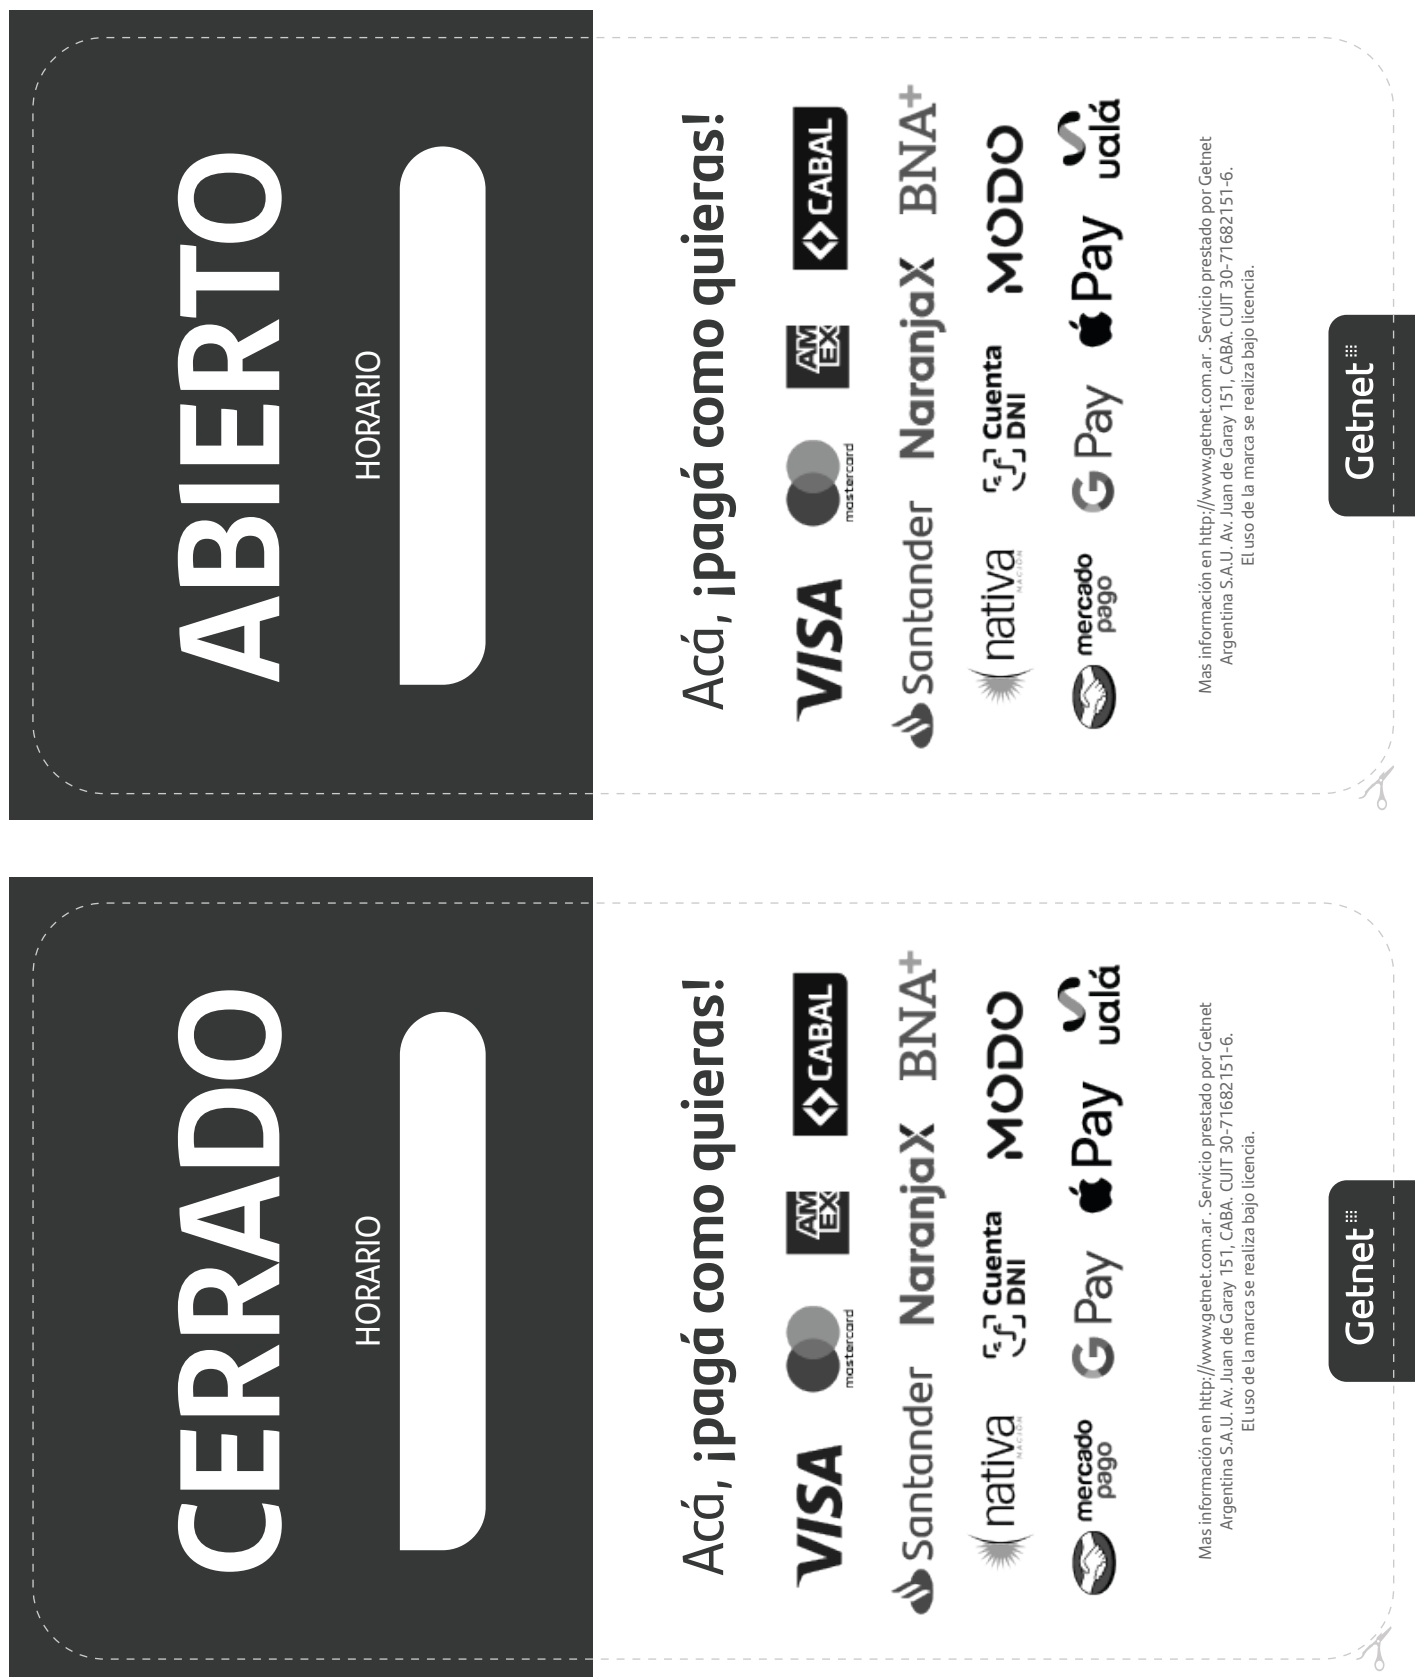 ABIERTO
HORARIO
Acá, ¡pagá como quieras!
VISA mastercard AMEX CABAL
Santander NaranjaX BNA+
nativa NACIÓN Cuenta DNI MODO
mercado pago G Pay Pay ualá
Mas información en http://www.getnet.com.ar . Servicio prestado por Getnet
Argentina S.A.U. Av. Juan de Garay 151, CABA. CUIT 30-71682151-6.
El uso de la marca se realiza bajo licencia.
Getnet
CERRADO
HORARIO
Acá, ¡pagá como quieras!
VISA mastercard AMEX CABAL
Santander NaranjaX BNA+
nativa NACIÓN Cuenta DNI MODO
mercado pago G Pay Pay ualá
Mas información en http://www.getnet.com.ar . Servicio prestado por Getnet
Argentina S.A.U. Av. Juan de Garay 151, CABA. CUIT 30-71682151-6.
El uso de la marca se realiza bajo licencia.
Getnet